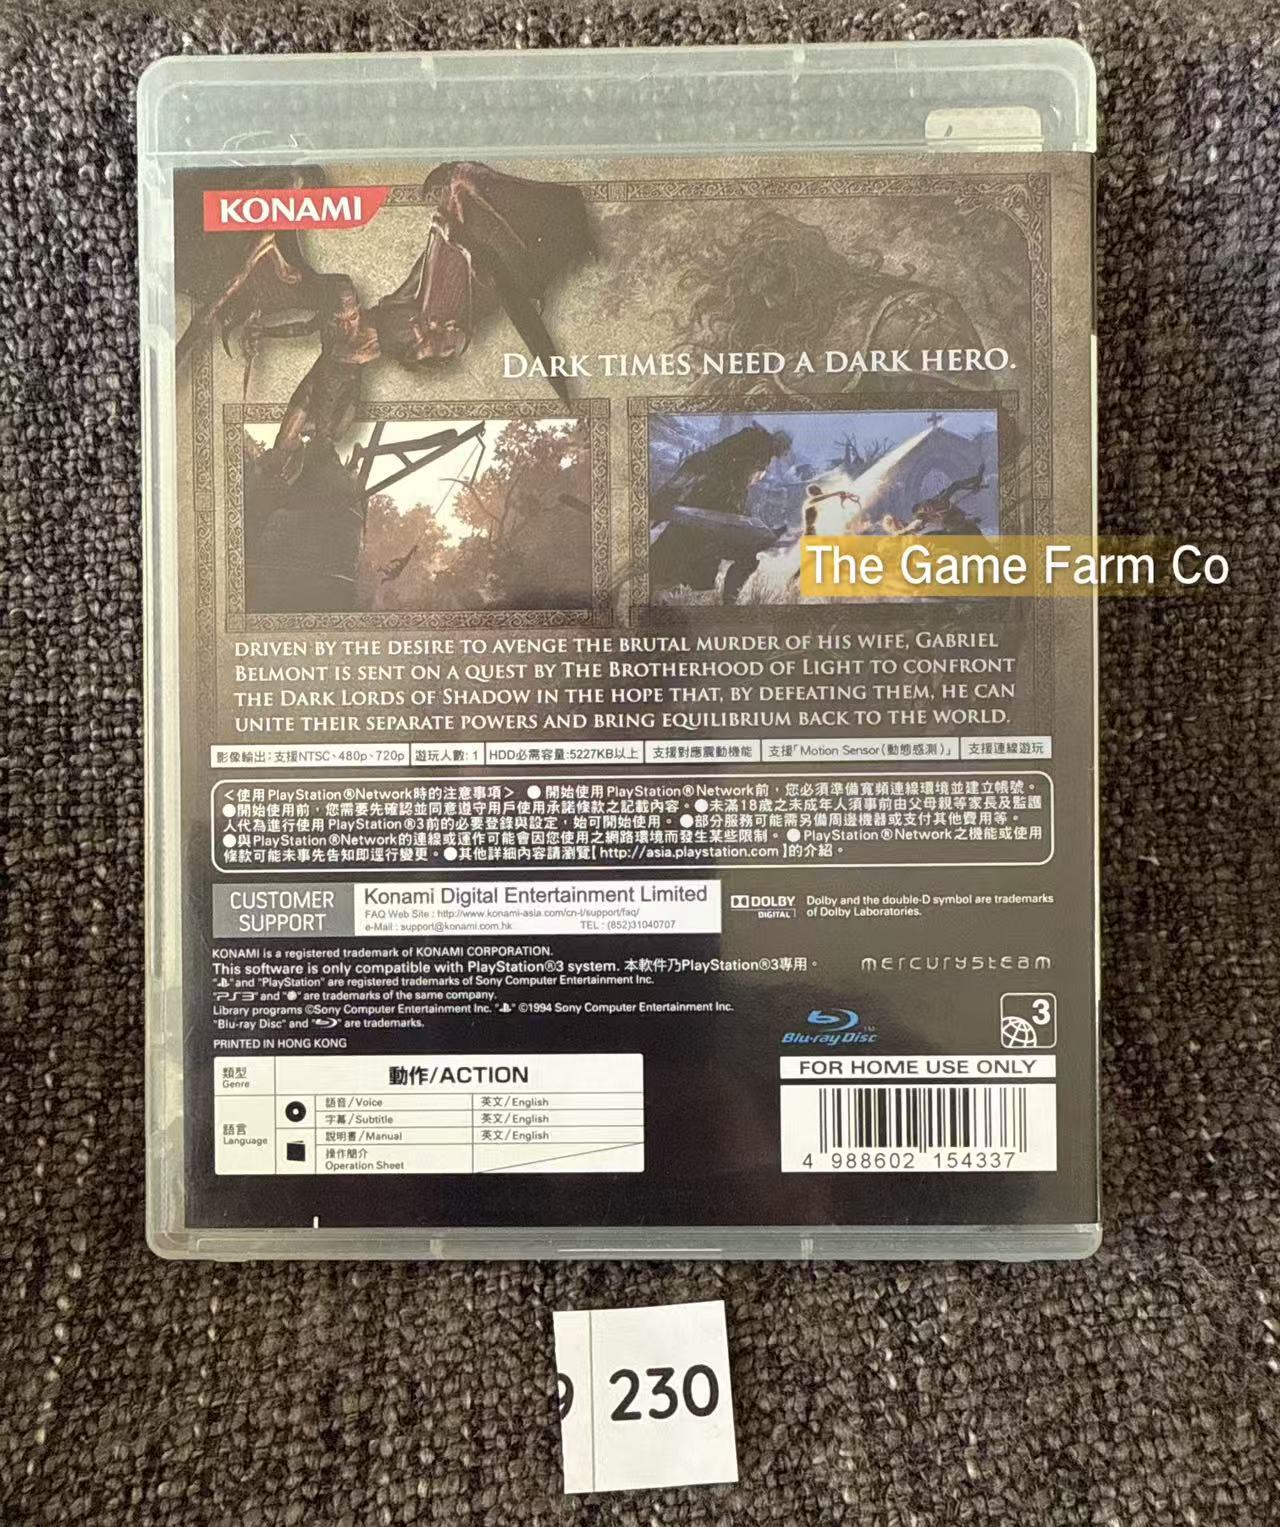 KONAMI
DARK TIMES NEED A DARK HERO.
The Game Farm Co
DRIVEN BY THE DESIRE TO AVENGE THE BRUTAL MURDER OF HIS WIFE, GABRIEL
BELMONT IS SENT ON A QUEST BY THE BROTHERHOOD OF LIGHT TO CONFRONT
THE DARK LORDS OF SHADOW IN THE HOPE THAT, BY DEFEATING THEM, HE CAN
UNITE THEIR SEPARATE POWERS AND BRING EQUILIBRIUM BACK TO THE WORLD.
影像輸出:支援NTSC、480p、720p 遊玩人數: 1 HDD必需容量:5227KB以上 支援對應震動機能 支援「Motion Sensor(動態感測)」 支援連線遊玩
<使用PlayStation®Network時的注意事項> ●開始使用PlayStation®Network前,您必須準備寬頻連線環境並建立帳號。
●開始使用前,您需要先確認並同意遵守用戶使用承諾條款之記載內容。●未滿18歲之未成年人須事前由父母親等家長及監護
人代為進行使用PlayStation®3前的必要登錄與設定,始可開始使用。●部分服務可能需另備周邊機器或支付其他費用等。
●與PlayStation®Network的連線或運作可能會因您使用之網路環境而發生某些限制。●PlayStation®Network之機能或使用
條款可能未事先告知即逕行變更。●其他詳細內容請瀏覽[ http://asia.playstation.com ]的介紹。
CUSTOMER SUPPORT
Konami Digital Entertainment Limited
FAQ Web Site : http://www.konami-asia.com/cn-t/support/faq/
e-Mail : support@konami.com.hk TEL : (852)31040707
DOLBY DIGITAL
Dolby and the double-D symbol are trademarks
of Dolby Laboratories.
KONAMI is a registered trademark of KONAMI CORPORATION.
This software is only compatible with PlayStation®3 system. 本軟件乃PlayStation®3專用。
mercurysteam
" " and "PlayStation" are registered trademarks of Sony Computer Entertainment Inc.
"PS3" and " " are trademarks of the same company.
Library programs ©Sony Computer Entertainment Inc. " " ©1994 Sony Computer Entertainment Inc.
"Blu-ray Disc" and " " are trademarks.
Blu-ray Disc™
3
PRINTED IN HONG KONG
FOR HOME USE ONLY
類型 Genre 動作/ACTION
語言 Language
語音/Voice 英文/English
字幕/Subtitle 英文/English
說明書/Manual 英文/English
操作簡介 Operation Sheet
4 988602 154337
9 230